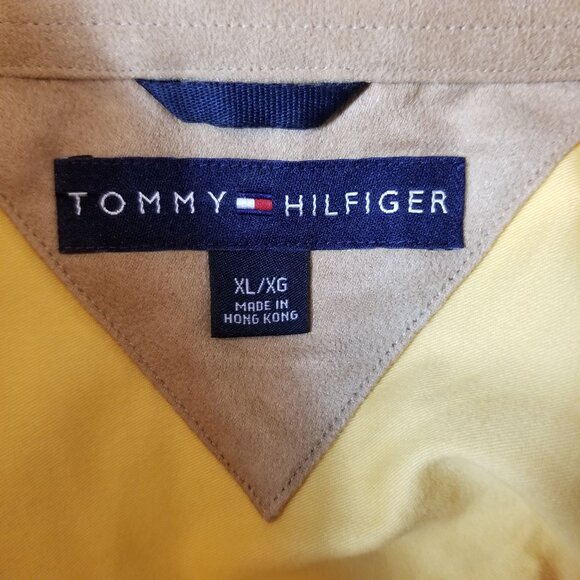 TOMMY HILFIGER
XL/XG
MADE IN
HONG KONG